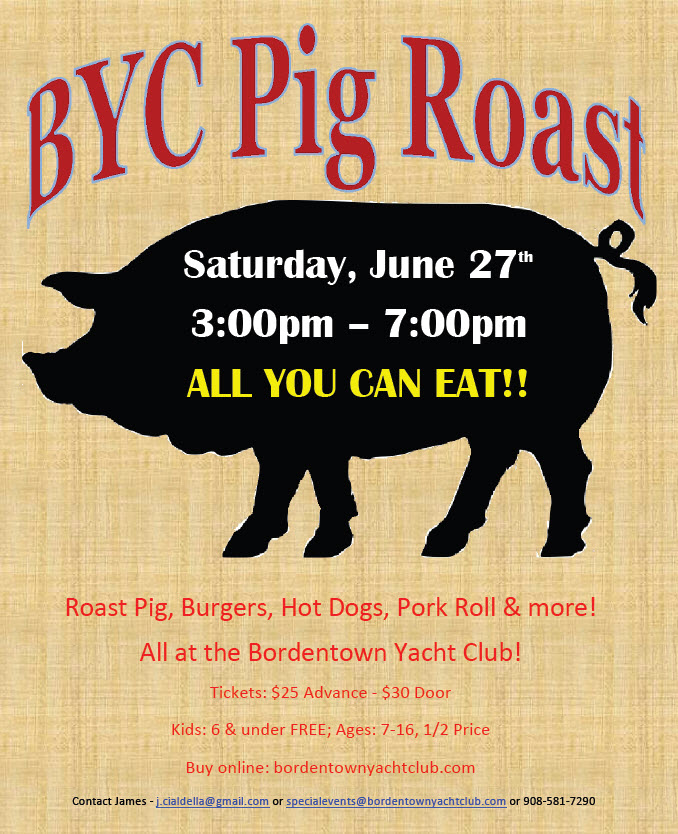 BYC Pig Roast
Saturday, June 27th
3:00pm – 7:00pm
ALL YOU CAN EAT!!
Roast Pig, Burgers, Hot Dogs, Pork Roll & more!
All at the Bordentown Yacht Club!
Tickets: $25 Advance - $30 Door
Kids: 6 & under FREE; Ages: 7-16, 1/2 Price
Buy online: bordentownyachtclub.com
Contact James - j.cialdella@gmail.com or specialevents@bordentownyachtclub.com or 908-581-7290